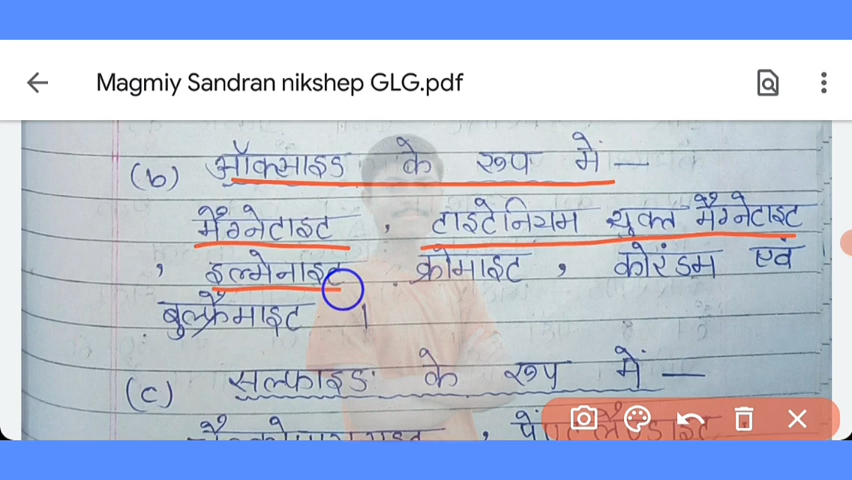 Magmiy Sandran nikshep GLG.pdf
(b) ऑक्साइड के रूप में —
मैग्नेटाइट , टाइटेनियम युक्त मैग्नेटाइट
, इल्मेनाइट क्रोमाइट , कोरंडम एवं
बुल्फ्रेमाइट ।
(c) सल्फाइड के रूप में —